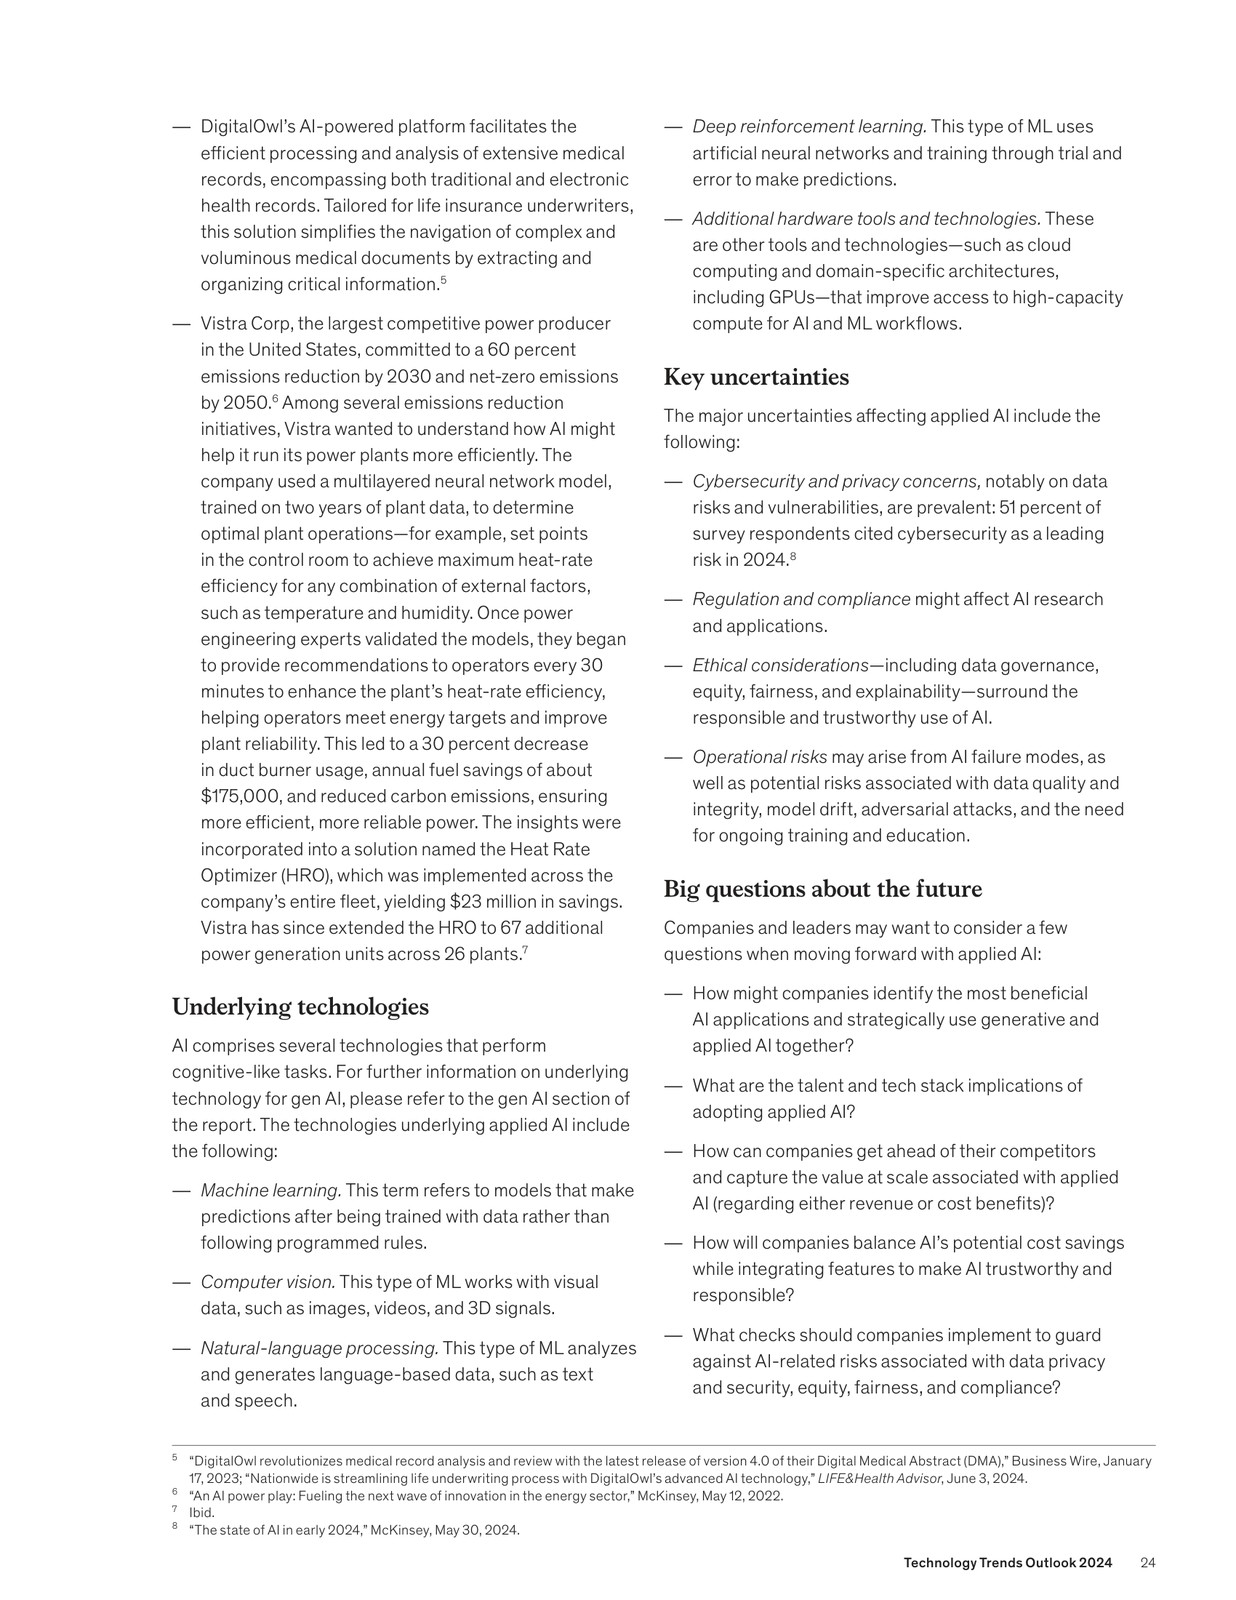 — DigitalOwl’s AI-powered platform facilitates the
efficient processing and analysis of extensive medical
records, encompassing both traditional and electronic
health records. Tailored for life insurance underwriters,
this solution simplifies the navigation of complex and
voluminous medical documents by extracting and
organizing critical information.5
— Vistra Corp, the largest competitive power producer
in the United States, committed to a 60 percent
emissions reduction by 2030 and net-zero emissions
by 2050.6 Among several emissions reduction
initiatives, Vistra wanted to understand how AI might
help it run its power plants more efficiently. The
company used a multilayered neural network model,
trained on two years of plant data, to determine
optimal plant operations—for example, set points
in the control room to achieve maximum heat-rate
efficiency for any combination of external factors,
such as temperature and humidity. Once power
engineering experts validated the models, they began
to provide recommendations to operators every 30
minutes to enhance the plant’s heat-rate efficiency,
helping operators meet energy targets and improve
plant reliability. This led to a 30 percent decrease
in duct burner usage, annual fuel savings of about
$175,000, and reduced carbon emissions, ensuring
more efficient, more reliable power. The insights were
incorporated into a solution named the Heat Rate
Optimizer (HRO), which was implemented across the
company’s entire fleet, yielding $23 million in savings.
Vistra has since extended the HRO to 67 additional
power generation units across 26 plants.7
Underlying technologies
AI comprises several technologies that perform
cognitive-like tasks. For further information on underlying
technology for gen AI, please refer to the gen AI section of
the report. The technologies underlying applied AI include
the following:
— Machine learning. This term refers to models that make
predictions after being trained with data rather than
following programmed rules.
— Computer vision. This type of ML works with visual
data, such as images, videos, and 3D signals.
— Natural-language processing. This type of ML analyzes
and generates language-based data, such as text
and speech.
— Deep reinforcement learning. This type of ML uses
artificial neural networks and training through trial and
error to make predictions.
— Additional hardware tools and technologies. These
are other tools and technologies—such as cloud
computing and domain-specific architectures,
including GPUs—that improve access to high-capacity
compute for AI and ML workflows.
Key uncertainties
The major uncertainties affecting applied AI include the
following:
— Cybersecurity and privacy concerns, notably on data
risks and vulnerabilities, are prevalent: 51 percent of
survey respondents cited cybersecurity as a leading
risk in 2024.8
— Regulation and compliance might affect AI research
and applications.
— Ethical considerations—including data governance,
equity, fairness, and explainability—surround the
responsible and trustworthy use of AI.
— Operational risks may arise from AI failure modes, as
well as potential risks associated with data quality and
integrity, model drift, adversarial attacks, and the need
for ongoing training and education.
Big questions about the future
Companies and leaders may want to consider a few
questions when moving forward with applied AI:
— How might companies identify the most beneficial
AI applications and strategically use generative and
applied AI together?
— What are the talent and tech stack implications of
adopting applied AI?
— How can companies get ahead of their competitors
and capture the value at scale associated with applied
AI (regarding either revenue or cost benefits)?
— How will companies balance AI’s potential cost savings
while integrating features to make AI trustworthy and
responsible?
— What checks should companies implement to guard
against AI-related risks associated with data privacy
and security, equity, fairness, and compliance?
5 “DigitalOwl revolutionizes medical record analysis and review with the latest release of version 4.0 of their Digital Medical Abstract (DMA),” Business Wire, January
17, 2023; “Nationwide is streamlining life underwriting process with DigitalOwl’s advanced AI technology,” LIFE&Health Advisor, June 3, 2024.
6 “An AI power play: Fueling the next wave of innovation in the energy sector,” McKinsey, May 12, 2022.
7 Ibid.
8 “The state of AI in early 2024,” McKinsey, May 30, 2024.
Technology Trends Outlook 2024 24